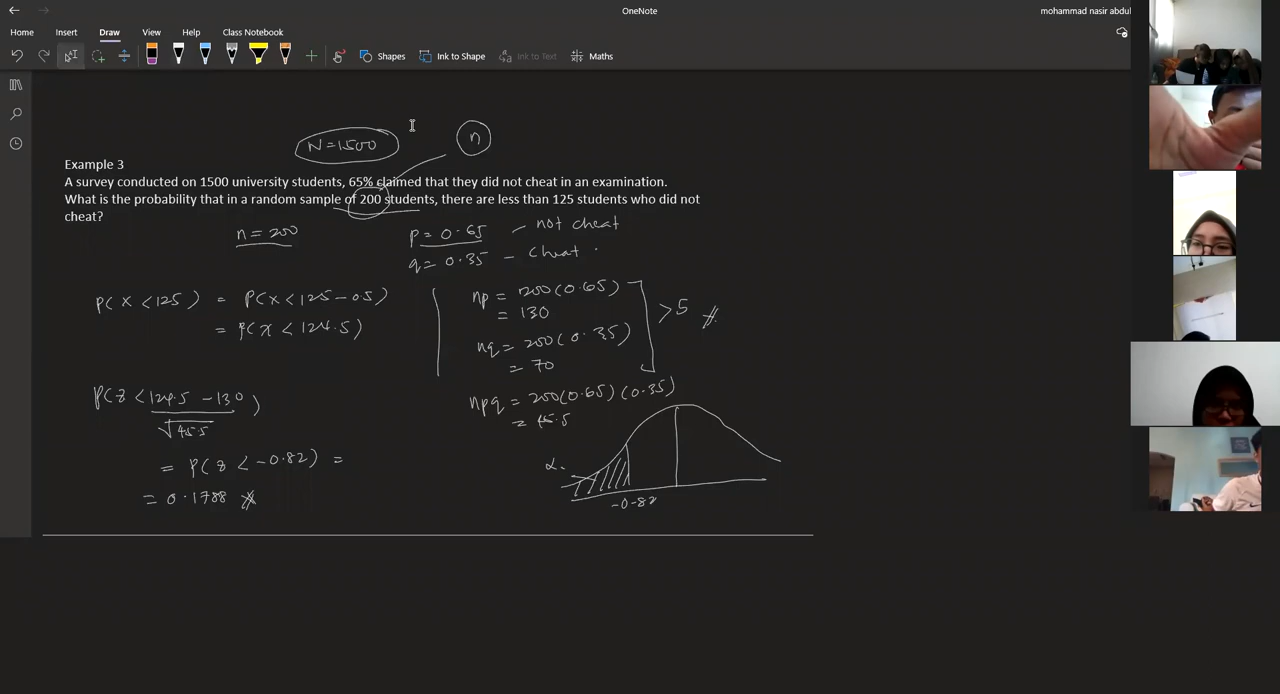 OneNote
mohammad nasir abdul
Home Insert Draw View Help Class Notebook
Shapes Ink to Shape Ink to Text Maths
N=1500
n
Example 3
A survey conducted on 1500 university students, 65% claimed that they did not cheat in an examination.
What is the probability that in a random sample of 200 students, there are less than 125 students who did not
cheat?
n = 200
p = 0.65 - not cheat
q = 0.35 - cheat
P(X < 125) = P(X < 125 - 0.5)
= P(X < 124.5)
np = 200(0.65)
= 130
nq = 200(0.35)
= 70
> 5
P(Z < 124.5 - 130)
√45.5
= P(Z < -0.82) =
= 0.1788
npq = 200(0.65)(0.35)
= 45.5
α
-0.82